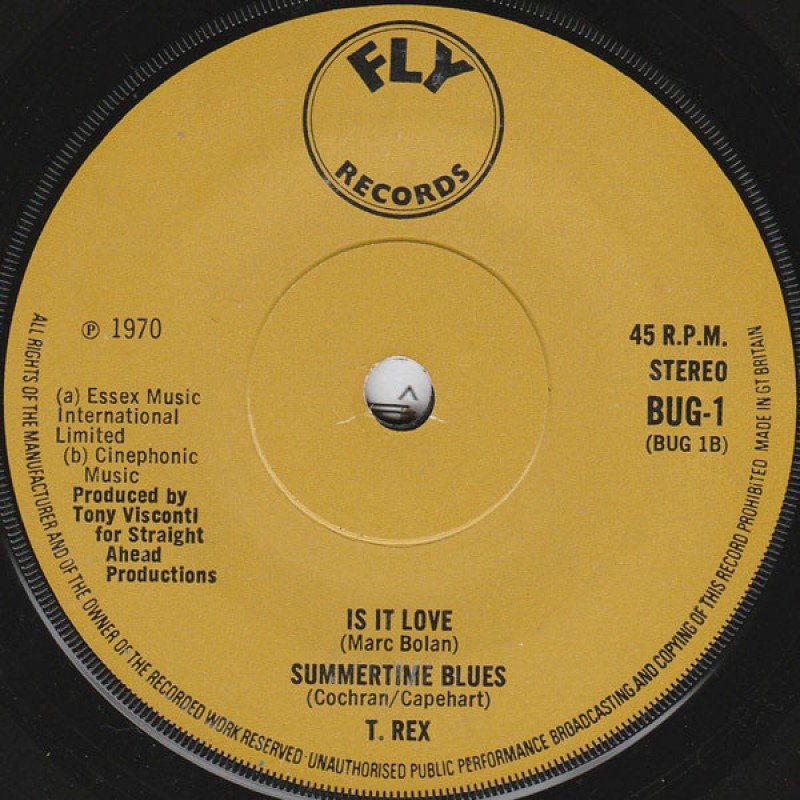 FLY
RECORDS
℗ 1970
(a) Essex Music
International
Limited
(b) Cinephonic
Music
Produced by
Tony Visconti
for Straight
Ahead
Productions
45 R.P.M.
STEREO
BUG-1
(BUG 1B)
IS IT LOVE
(Marc Bolan)
SUMMERTIME BLUES
(Cochran/Capehart)
T. REX
ALL RIGHTS OF THE MANUFACTURER AND OF THE OWNER OF THE RECORDED WORK RESERVED · UNAUTHORISED PUBLIC PERFORMANCE BROADCASTING AND COPYING OF THIS RECORD PROHIBITED MADE IN GT BRITAIN